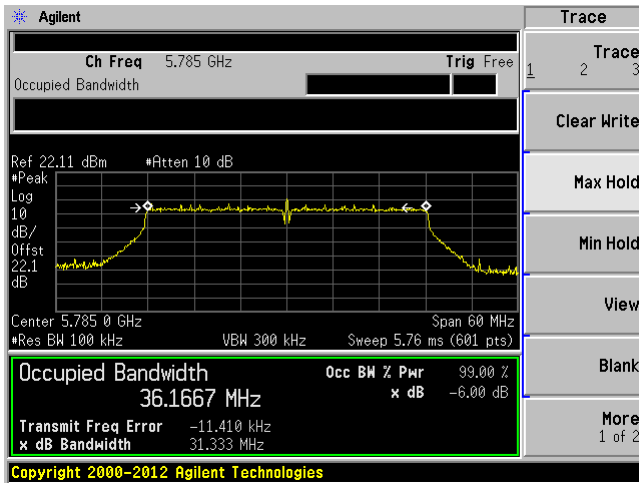 Agilent
Trace
Ch Freq 5.785 GHz Trig Free
Occupied Bandwidth
Trace
1 2 3
Clear Write
Max Hold
Min Hold
View
Blank
More
1 of 2
Ref 22.11 dBm #Atten 10 dB
#Peak
Log
10
dB/
Offst
22.1
dB
Center 5.785 0 GHz Span 60 MHz
#Res BW 100 kHz VBW 300 kHz Sweep 5.76 ms (601 pts)
Occupied Bandwidth Occ BW % Pwr 99.00 %
36.1667 MHz x dB -6.00 dB
Transmit Freq Error -11.410 kHz
x dB Bandwidth 31.333 MHz
Copyright 2000-2012 Agilent Technologies